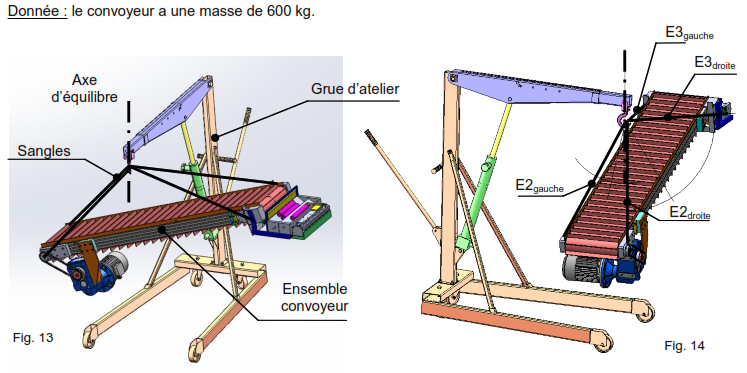 Donnée : le convoyeur a une masse de 600 kg.
Axe
d'équilibre
Grue d'atelier
Sangles
Ensemble
convoyeur
Fig. 13
E3gauche
E3droite
E2gauche
E2droite
Fig. 14